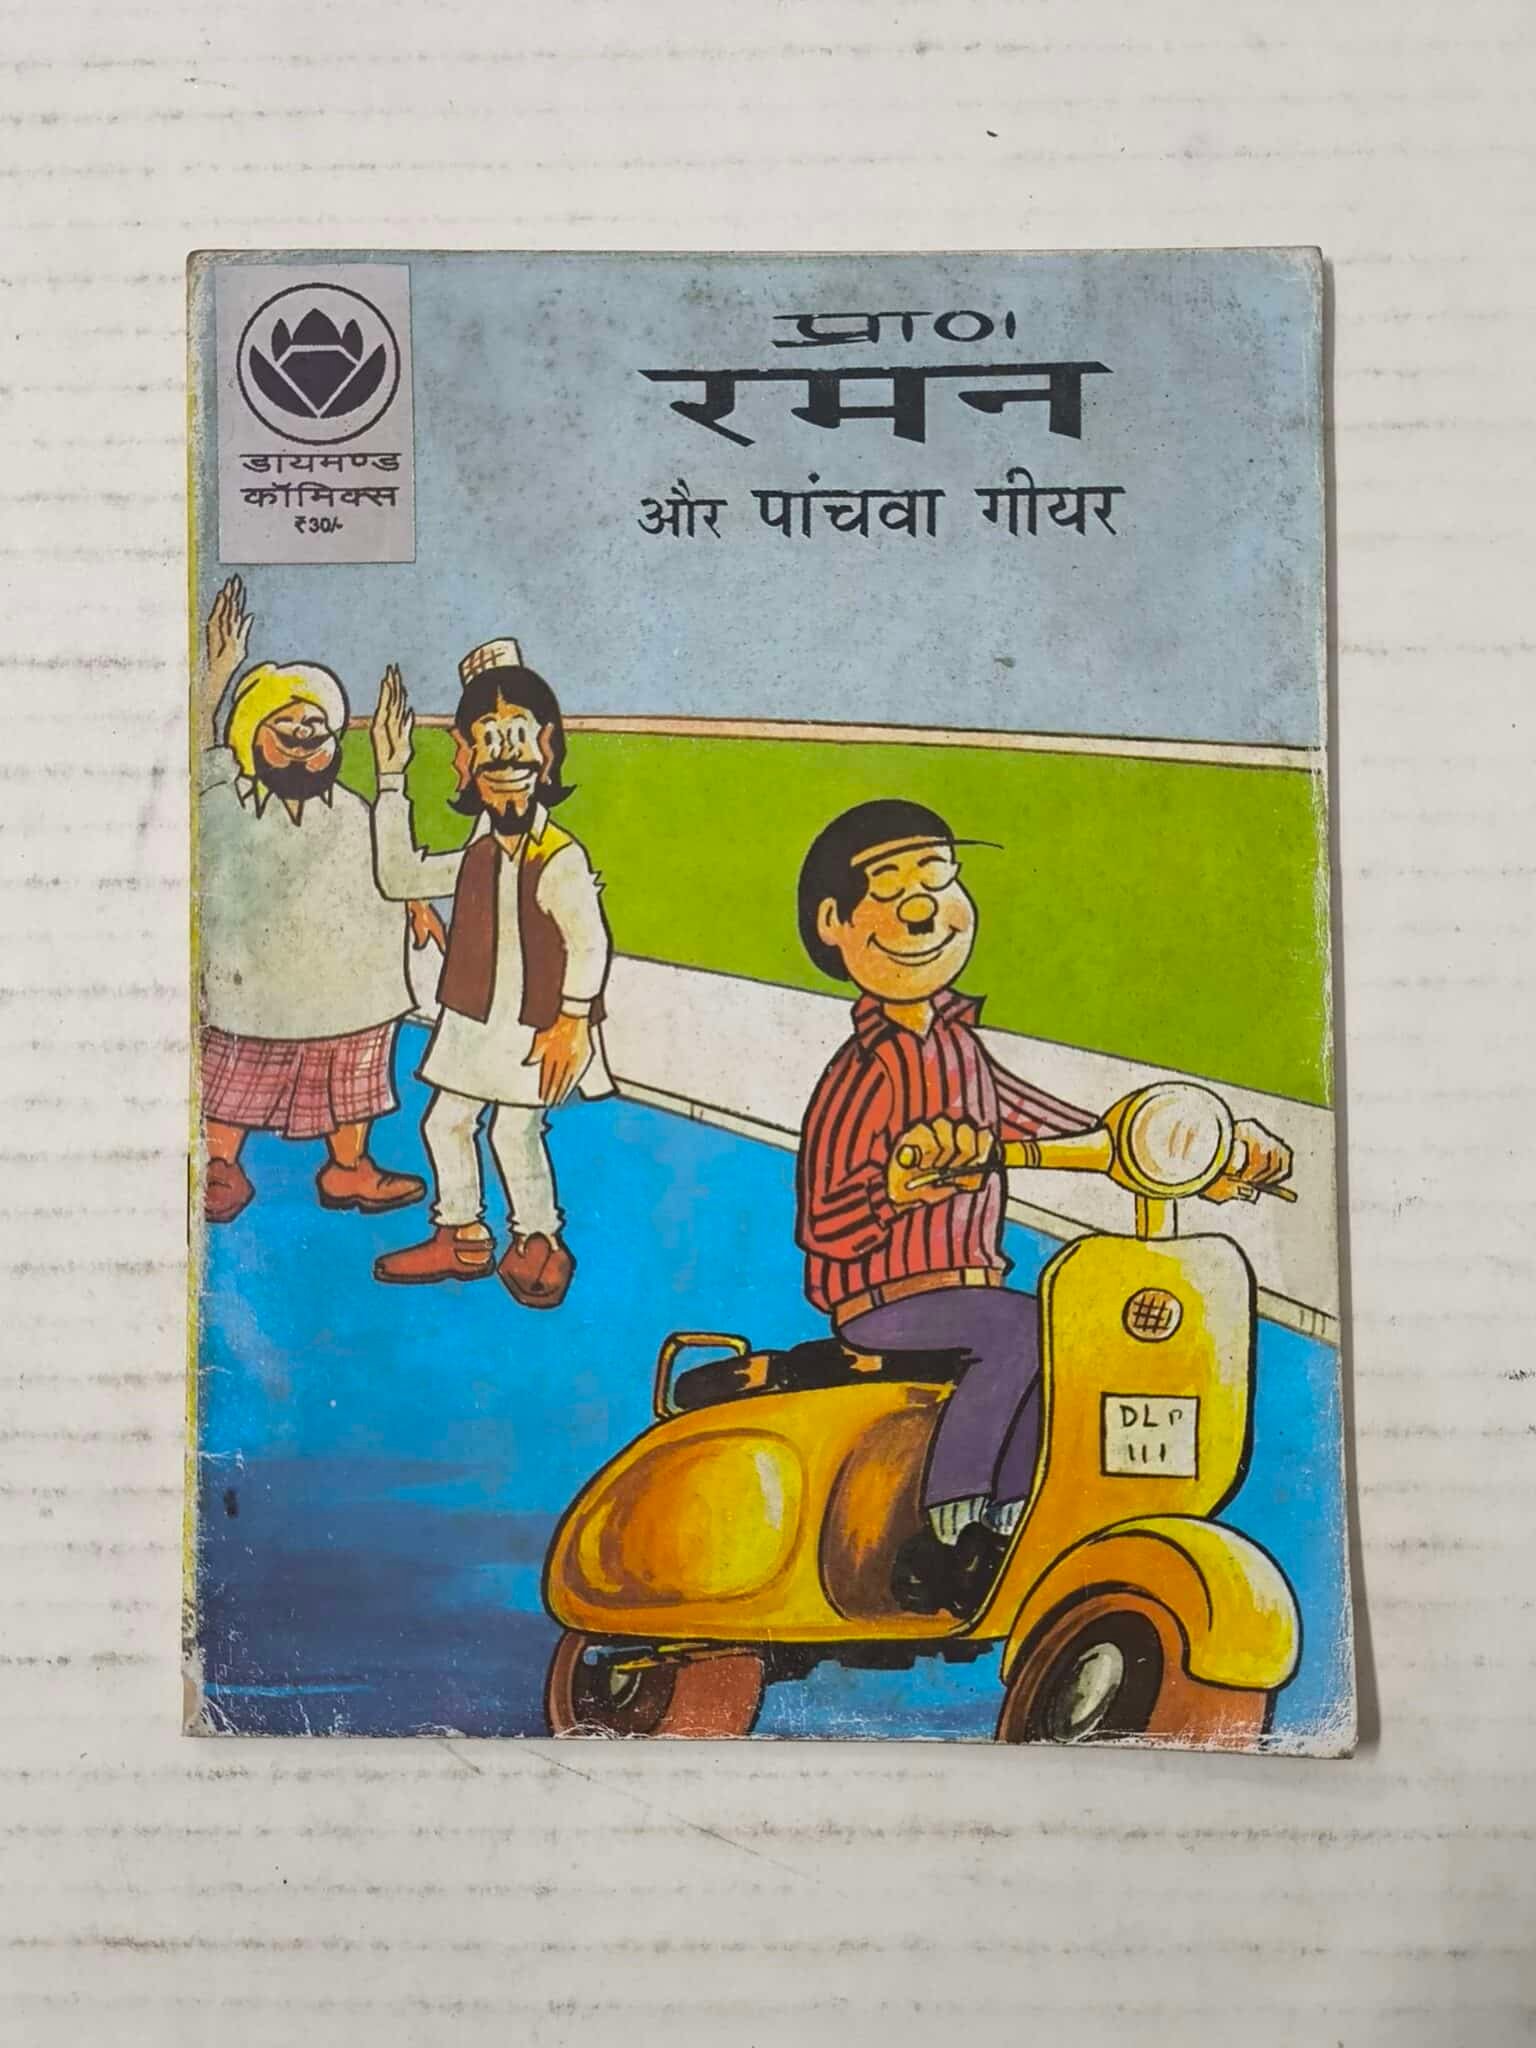 डायमण्ड
कॉमिक्स
₹30/-
प्राण
रमन
और पांचवा गीयर
DLP
111